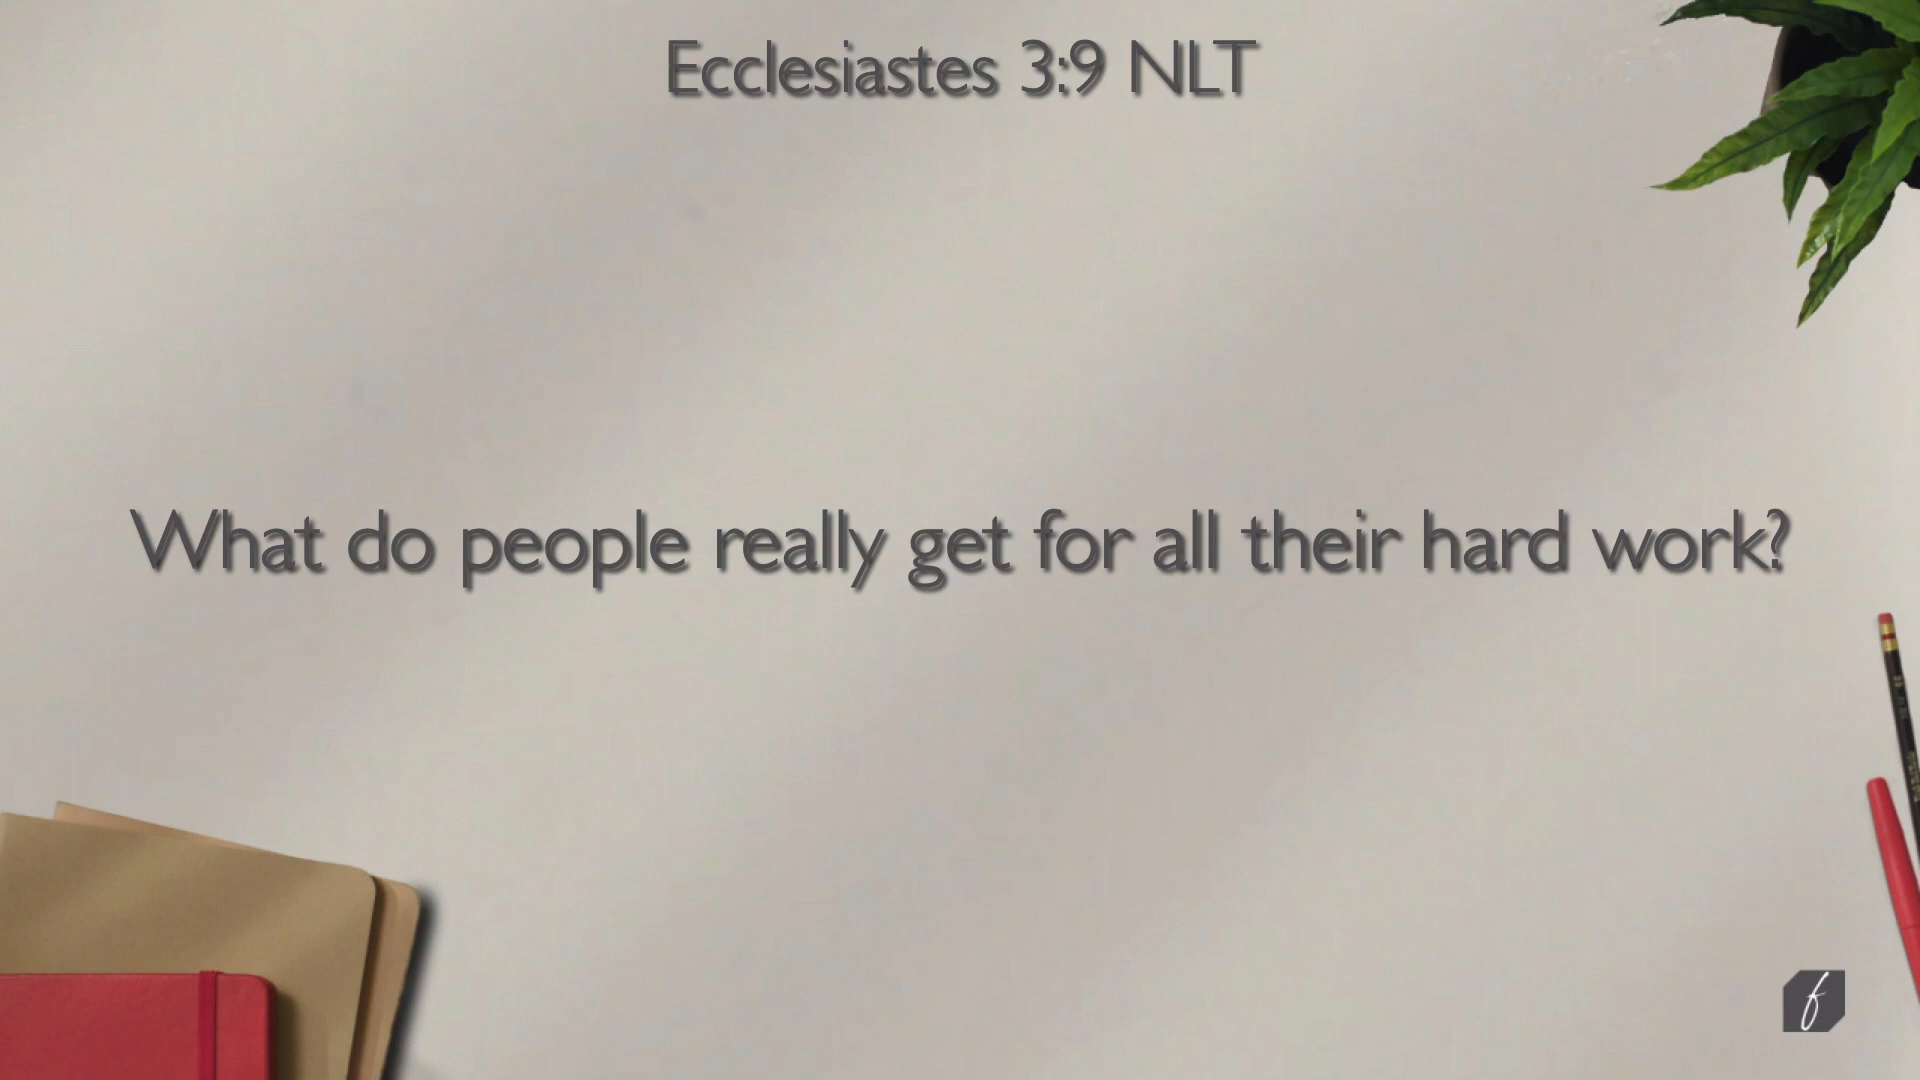 Ecclesiastes 3:9 NLT
What do people really get for all their hard work?
f